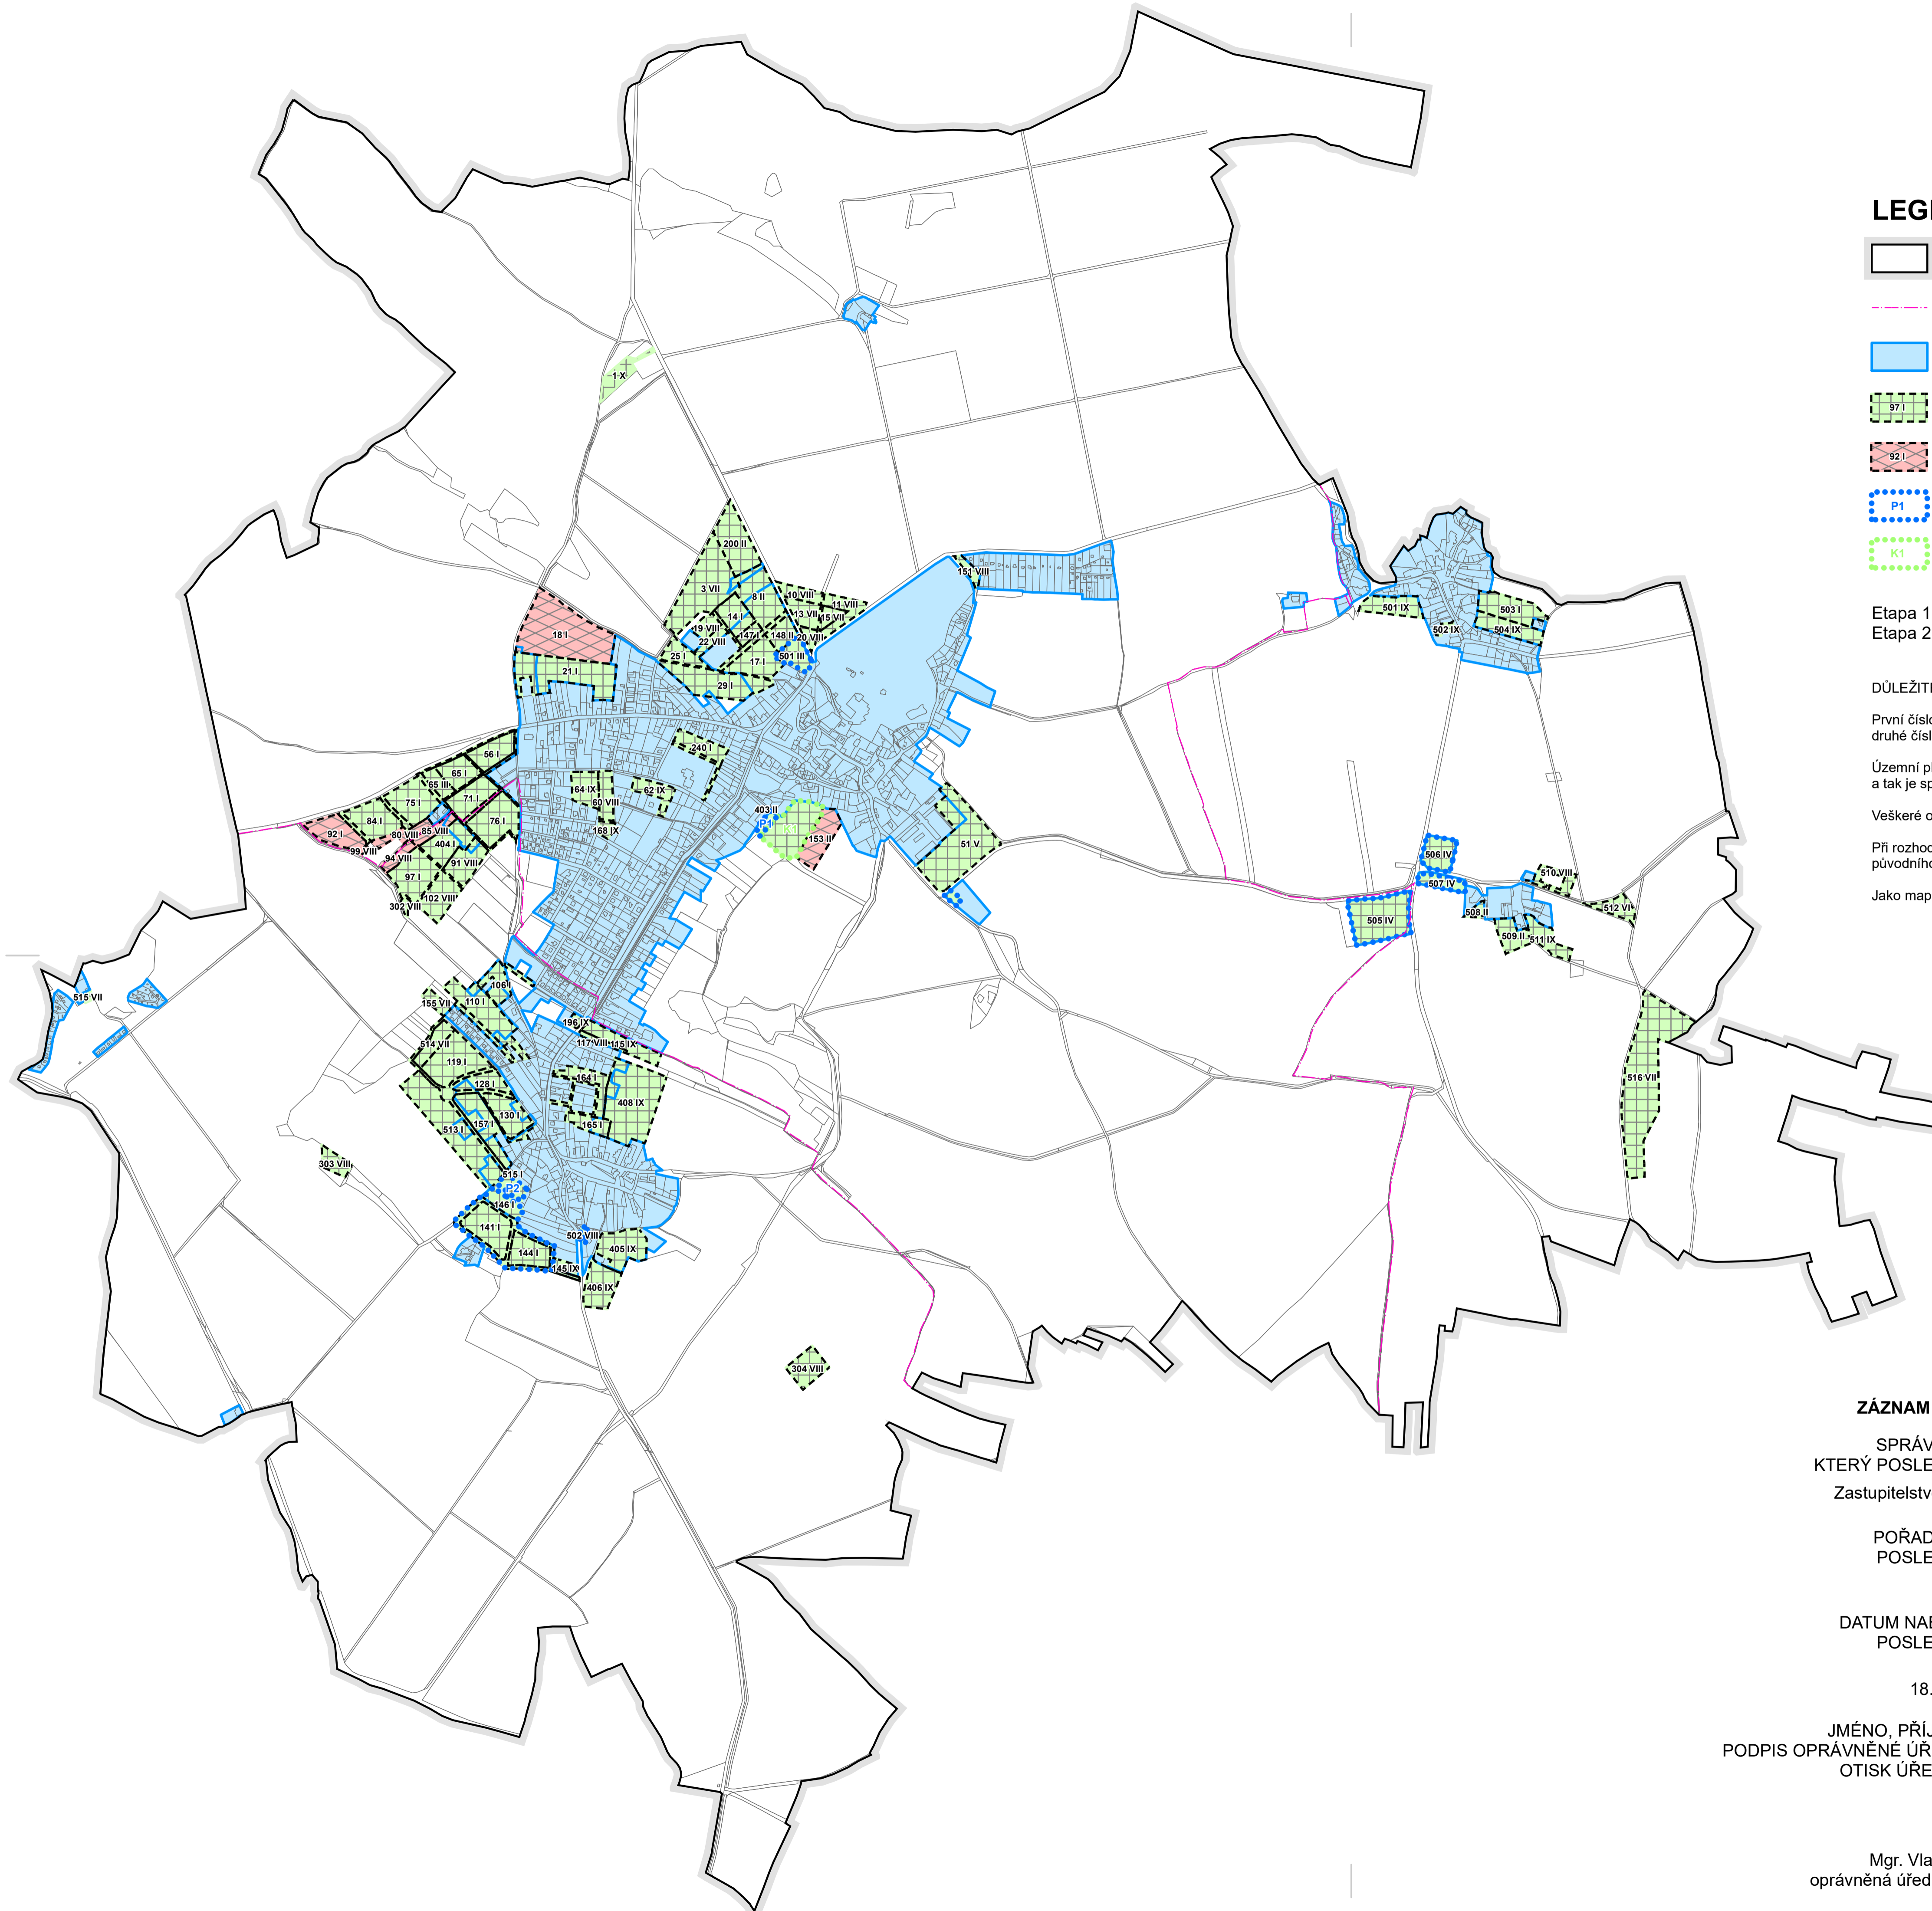 LEGE
97 I
92 I
P1
K1
Etapa 1
Etapa 2
DŮLEŽIT
První čísl
druhé čísl
Územní pl
a tak je sp
Veškeré o
Při rozhod
původního
Jako map
1 X
200 II
3 VII
8 II
14 I
10 VIII
11 VIII
13 VII
15 VII
19 VIII
22 VIII
147 I
148 II
20 VIII
25 I
17 I
501 III
29 I
18 I
21 I
151 VIII
501 IX
502 IX
503 I
504 IX
56 I
65 I
65 III
75 I
71 I
76 I
84 I
92 I
80 VIII
85 VIII
404 I
99 VIII
94 VIII
91 VIII
97 I
102 VIII
302 VIII
240 I
64 IX
60 VIII
62 IX
168 IX
403 II
P1
K1
153 II
51 V
506 IV
507 IV
505 IV
510 VIII
512 VI
508 II
509 II
511 IX
516 VII
515 VII
106 I
110 I
155 VII
514 VII
119 I
128 I
130 I
157 I
513 I
196 IX
117 VIII
115 IX
164 I
408 IX
165 I
303 VIII
515 I
P2
146 I
141 I
144 I
145 IX
502 VIII
405 IX
406 IX
304 VIII
ZÁZNAM
SPRÁV
KTERÝ POSLE
Zastupitelstv
POŘAD
POSLE
DATUM NAB
POSLE
18.
JMÉNO, PŘÍJ
PODPIS OPRÁVNĚNÉ ÚŘ
OTISK ÚŘE
Mgr. Vla
oprávněná úřed